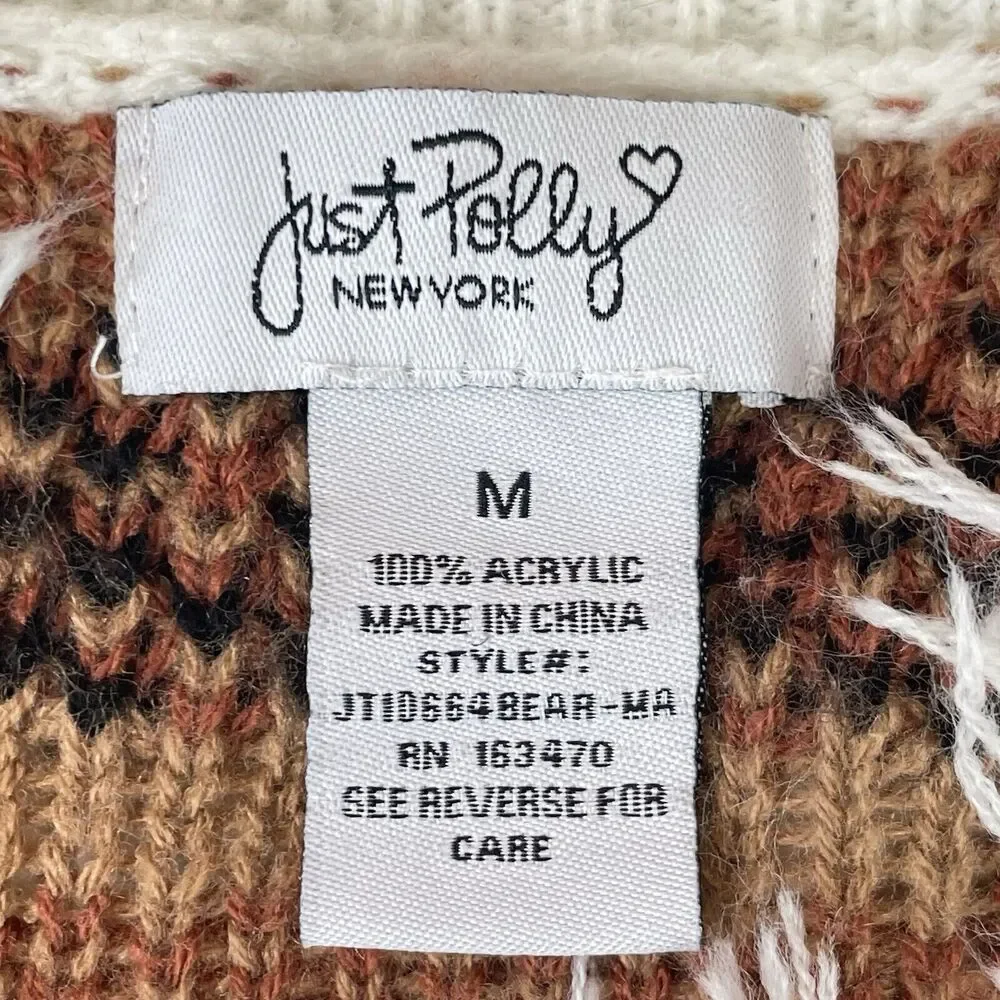 Just Polly
NEW YORK
M
100% ACRYLIC
MADE IN CHINA
STYLE#:
JT10664BEAR-MA
RN 163470
SEE REVERSE FOR
CARE